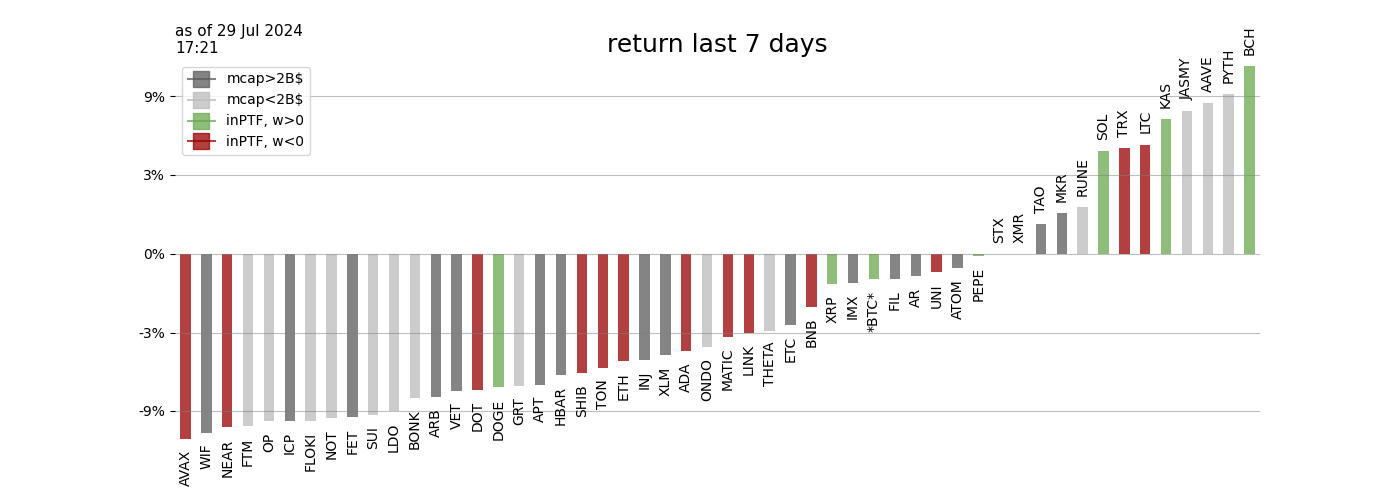 as of 29 Jul 2024
17:21
return last 7 days
mcap>2B$
mcap<2B$
inPTF, w>0
inPTF, w<0
9%
3%
0%
-3%
-9%
AVAX
WIF
NEAR
FTM
OP
ICP
FLOKI
NOT
FET
SUI
LDO
BONK
ARB
VET
DOT
DOGE
GRT
APT
HBAR
SHIB
TON
ETH
INJ
XLM
ADA
ONDO
MATIC
LINK
THETA
ETC
BNB
XRP
IMX
*BTC*
FIL
AR
UNI
ATOM
PEPE
STX
XMR
TAO
MKR
RUNE
SOL
TRX
LTC
KAS
JASMY
AAVE
PYTH
BCH